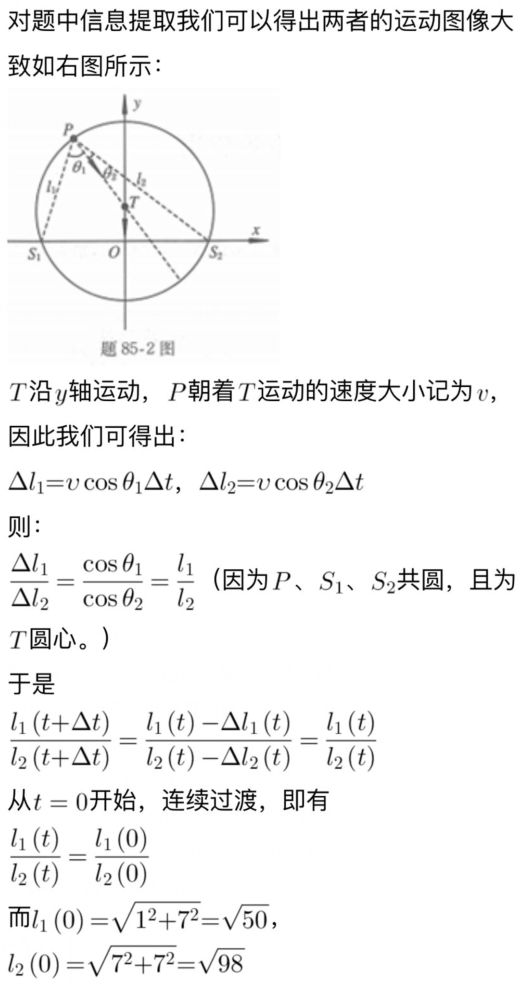 对题中信息提取我们可以得出两者的运动图像大
致如右图所示：
y
P
θ₁
θ₂
l₂
l₁
T
x
S₁
O
S₂
题 85-2 图
T沿y轴运动，P朝着T运动的速度大小记为v，
因此我们可得出：
Δl₁=v cos θ₁Δt，Δl₂=v cos θ₂Δt
则：
Δl₁/Δl₂ = cos θ₁/cos θ₂ = l₁/l₂（因为P、S₁、S₂共圆，且为
T圆心。）
于是
l₁(t+Δt)/l₂(t+Δt) = (l₁(t)−Δl₁(t))/(l₂(t)−Δl₂(t)) = l₁(t)/l₂(t)
从t = 0开始，连续过渡，即有
l₁(t)/l₂(t) = l₁(0)/l₂(0)
而l₁(0)=√(1²+7²)=√50，
l₂(0)=√(7²+7²)=√98